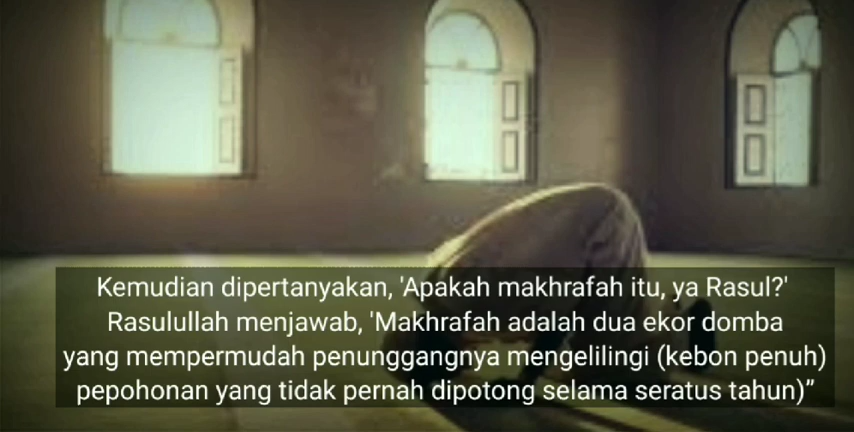 Kemudian dipertanyakan, 'Apakah makhrafah itu, ya Rasul?'
Rasulullah menjawab, 'Makhrafah adalah dua ekor domba
yang mempermudah penunggangnya mengelilingi (kebon penuh)
pepohonan yang tidak pernah dipotong selama seratus tahun)”